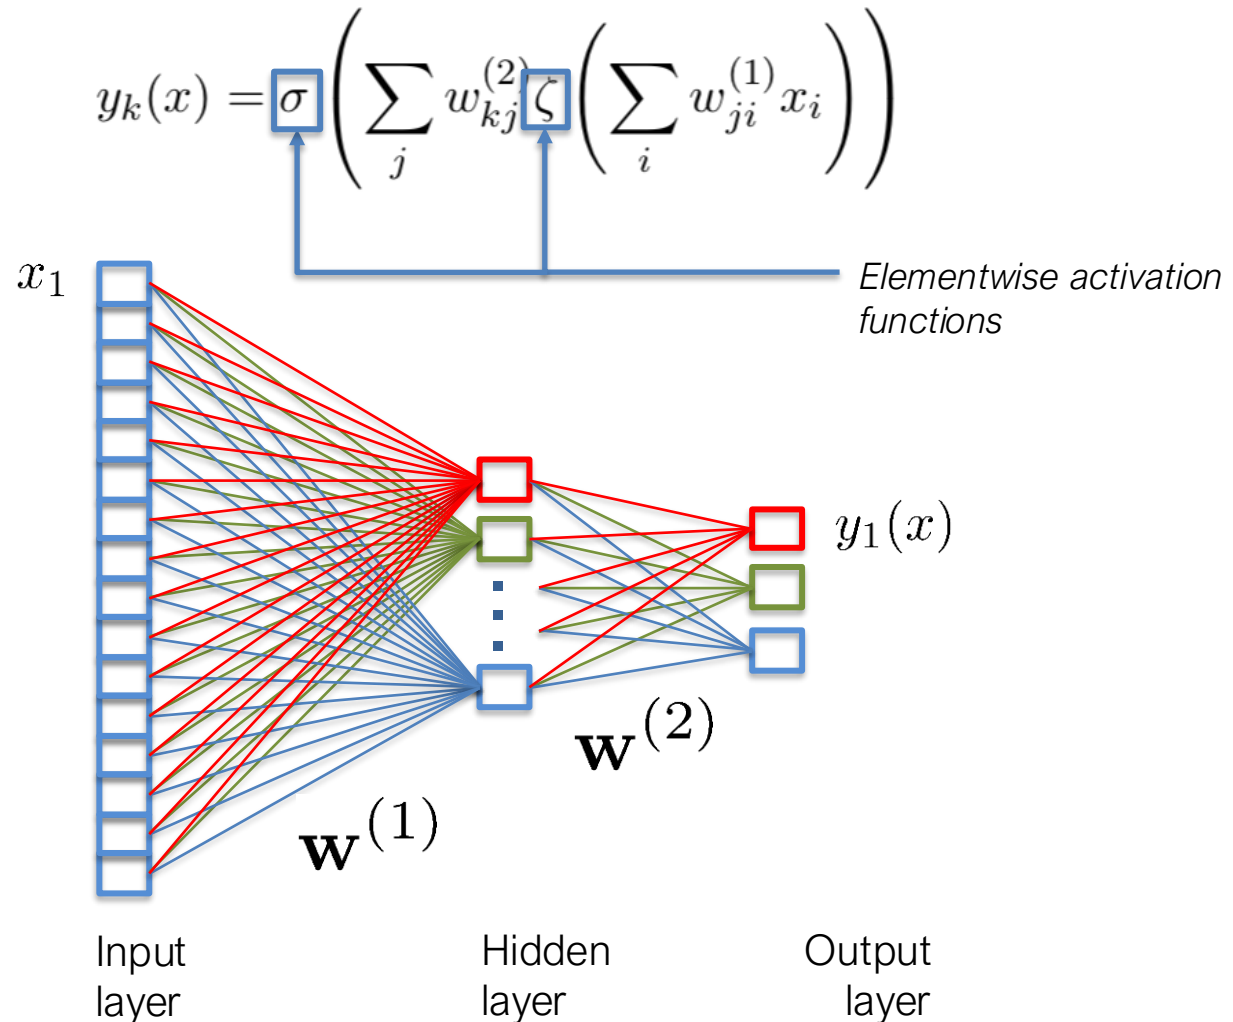 y_k(x) = σ ( ∑_j w_{kj}^{(2)} ζ ( ∑_i w_{ji}^{(1)} x_i ) )
x_1
Elementwise activation
functions
y_1(x)
w^{(2)}
w^{(1)}
Input
layer
Hidden
layer
Output
layer